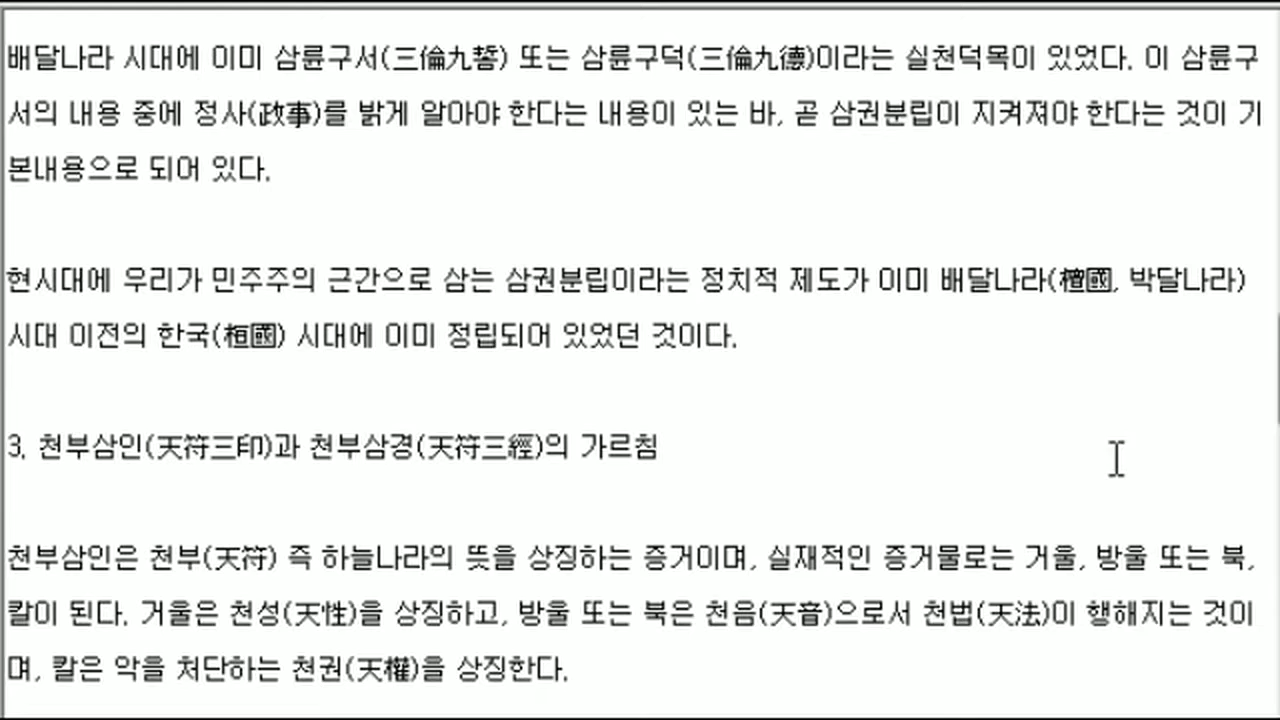 배달나라 시대에 이미 삼륜구서(三倫九誓) 또는 삼륜구덕(三倫九德)이라는 실천덕목이 있었다. 이 삼륜구
서의 내용 중에 정사(政事)를 밝게 알아야 한다는 내용이 있는 바, 곧 삼권분립이 지켜져야 한다는 것이 기
본내용으로 되어 있다.
현시대에 우리가 민주주의 근간으로 삼는 삼권분립이라는 정치적 제도가 이미 배달나라(檀國, 박달나라)
시대 이전의 한국(桓國) 시대에 이미 정립되어 있었던 것이다.
3. 천부삼인(天符三印)과 천부삼경(天符三經)의 가르침
천부삼인은 천부(天符) 즉 하늘나라의 뜻을 상징하는 증거이며, 실재적인 증거물로는 거울, 방울 또는 북,
칼이 된다. 거울은 천성(天性)을 상징하고, 방울 또는 북은 천음(天音)으로서 천법(天法)이 행해지는 것이
며, 칼은 악을 처단하는 천권(天權)을 상징한다.